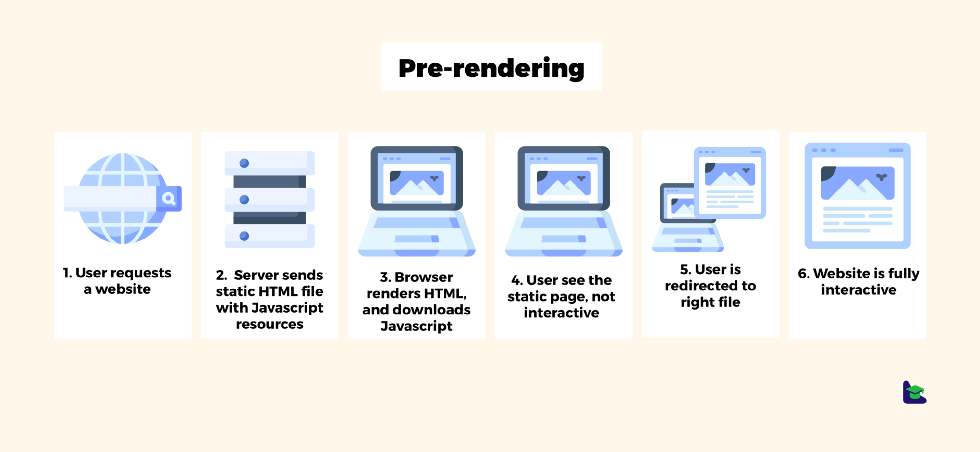 Pre-rendering
1. User requests
a website
2.  Server sends
static HTML file
with Javascript
resources
3. Browser
renders HTML,
and downloads
Javascript
4. User see the
static page, not
interactive
5. User is
redirected to
right file
6. Website is fully
interactive